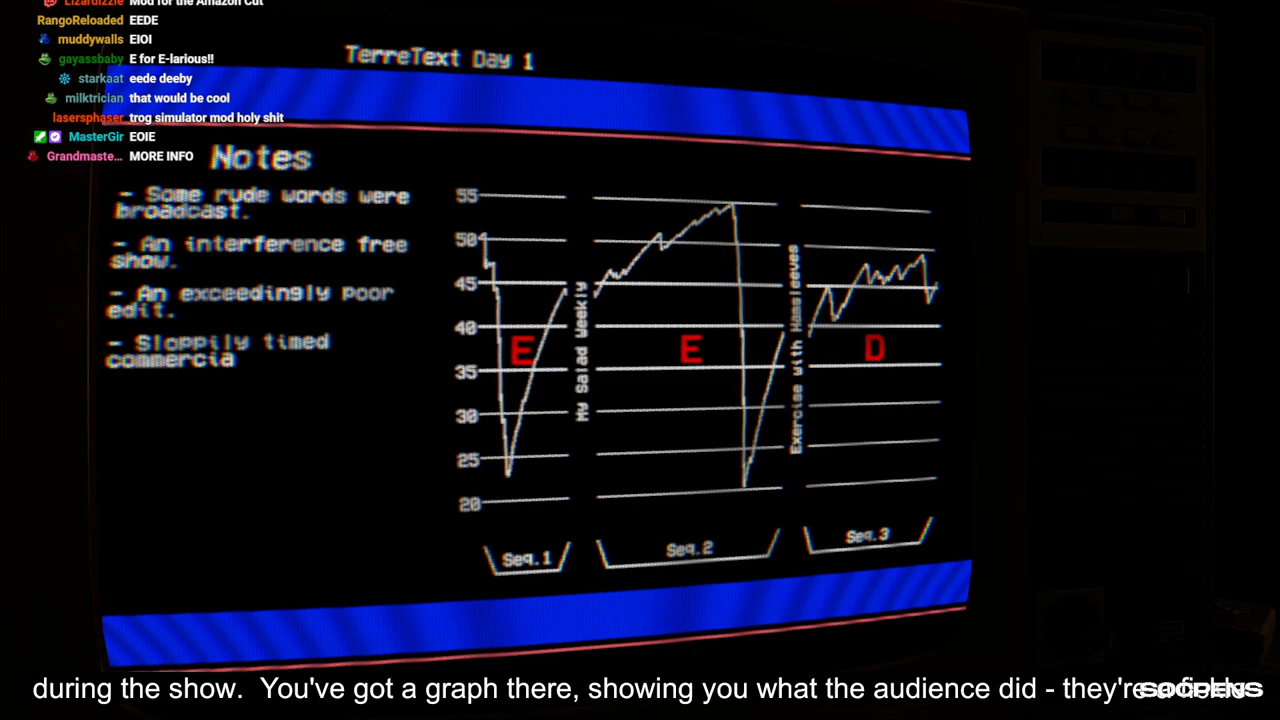 Lizardizzle Mod for the Amazon Cut
RangoReloaded EEDE
muddywalls EIOI
gayassbaby E for E-larious!!
starkaat eede deeby
milktrician that would be cool
lasersphaser trog simulator mod holy shit
MasterGir EOIE
Grandmaste... MORE INFO
TerreText Day 1
Notes
- Some rude words were
broadcast.
- An interference free
show.
- An exceedingly poor
edit.
- Sloppily timed
commercia
55
50
45
40
35
30
25
20
E
My Salad Weekly
E
Exercise with Hamsleeves
D
Seq.1
Seq.2
Seq.3
during the show. You've got a graph there, showing you what the audience did - they're